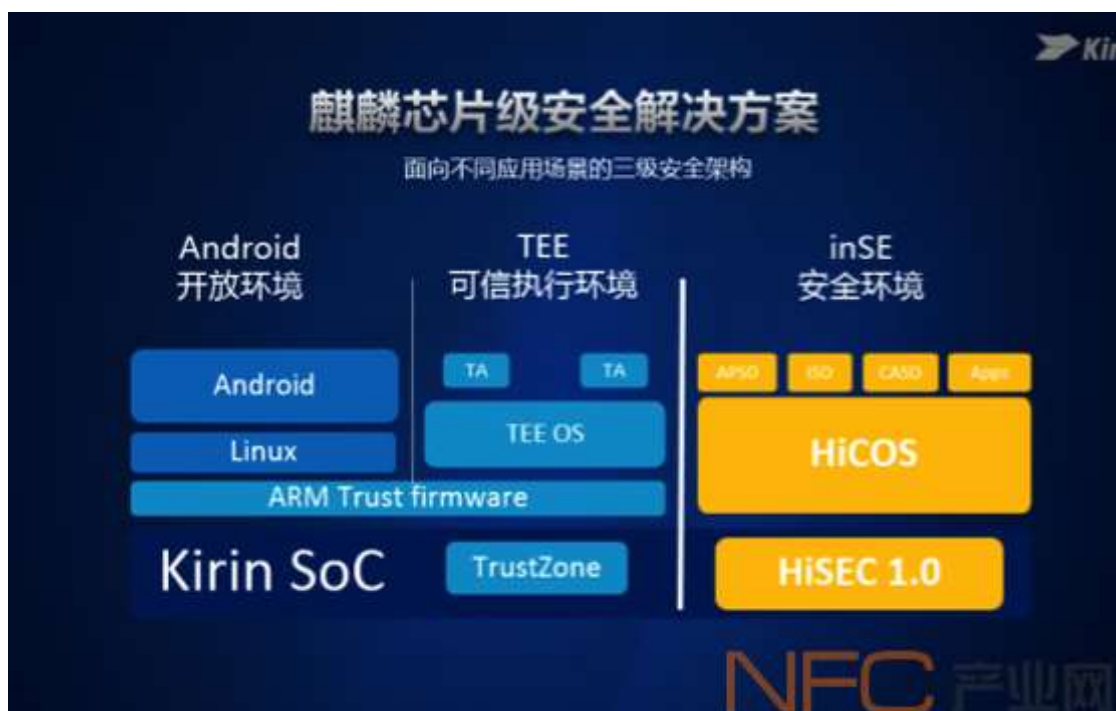 Kir
麒麟芯片级安全解决方案
面向不同应用场景的三级安全架构
Android
开放环境
TEE
可信执行环境
inSE
安全环境
Android
Linux
TA
TA
TEE OS
ARM Trust firmware
APSD
ISD
CASD
Apps
HiCOS
Kirin SoC
TrustZone
HiSEC 1.0
NFC 产业网